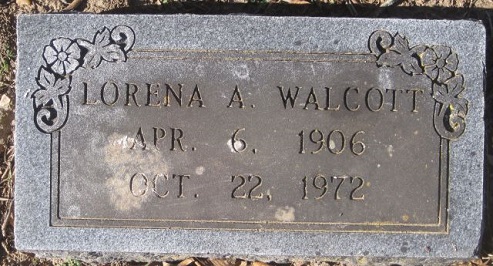 LORENA A. WALCOTT
APR. 6, 1906
OCT. 22, 1972